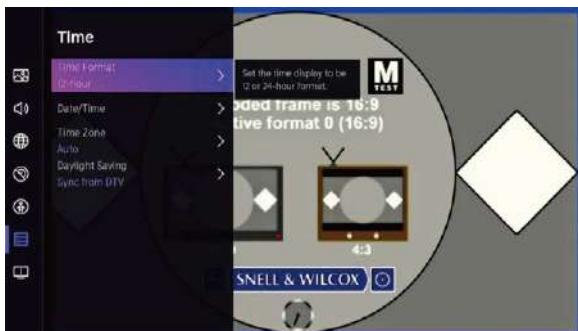 Time
Time Format
12-hour
Set the time display to be
12 or 24-hour format.
Date/Time
Time Zone
Auto
Daylight Saving
Sync from DTV
M
TEST
oded frame is 16:9
tive format 0 (16:9)
4:3
SNELL & WILCOX